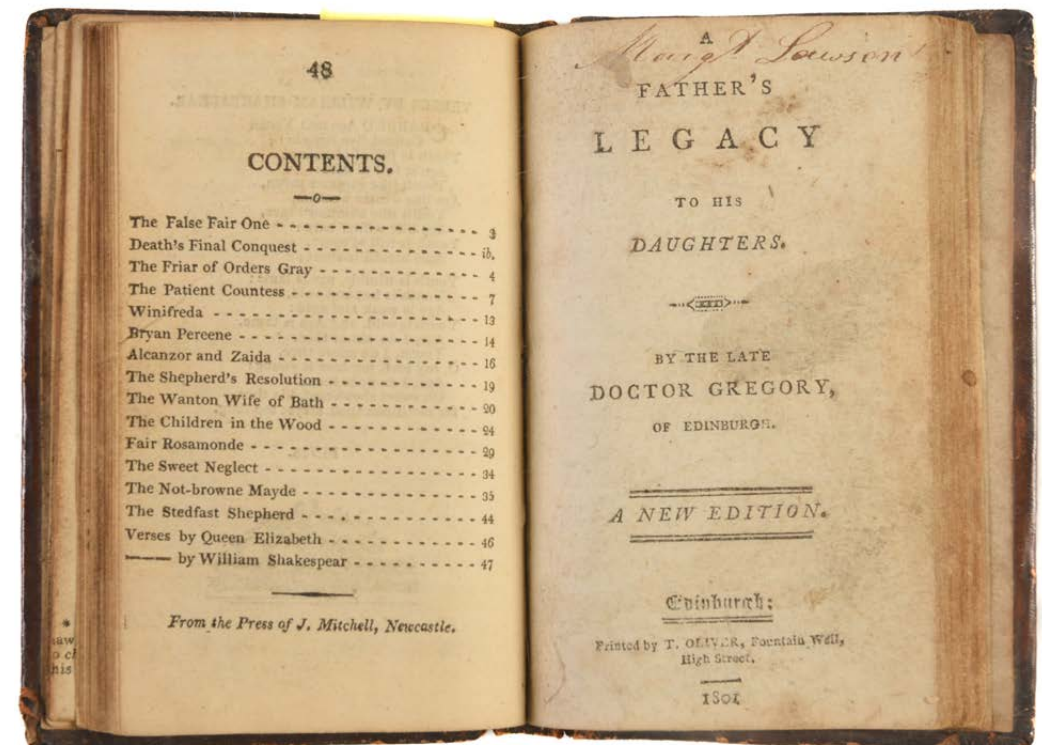 48
CONTENTS.
The False Fair One - - - - - - - - - - - - - - - - 3
Death's Final Conquest - - - - - - - - - - - - - - ib.
The Friar of Orders Gray - - - - - - - - - - - - - 4
The Patient Countess - - - - - - - - - - - - - - - 7
Winifreda - - - - - - - - - - - - - - - - - - - - 13
Bryan Pereene - - - - - - - - - - - - - - - - - - 14
Alcanzor and Zaida - - - - - - - - - - - - - - - - 16
The Shepherd's Resolution - - - - - - - - - - - - 19
The Wanton Wife of Bath - - - - - - - - - - - - - 20
The Children in the Wood - - - - - - - - - - - - - 24
Fair Rosamonde - - - - - - - - - - - - - - - - - - 29
The Sweet Neglect - - - - - - - - - - - - - - - - 34
The Not-browne Mayde - - - - - - - - - - - - - - - 35
The Stedfast Shepherd - - - - - - - - - - - - - - 44
Verses by Queen Elizabeth - - - - - - - - - - - - 46
—— by William Shakespear - - - - - - - - - - - - 47
From the Press of J. Mitchell, Newcastle.
A
Margt Lawson
FATHER'S
LEGACY
TO HIS
DAUGHTERS.
BY THE LATE
DOCTOR GREGORY,
OF EDINBURGH.
A NEW EDITION.
Edinburgh:
Printed by T. OLIVER, Fountain Well,
High Street.
1801